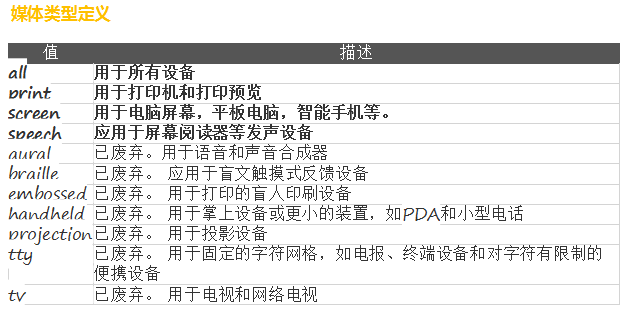 媒体类型定义
值 描述
all 用于所有设备
print 用于打印机和打印预览
screen 用于电脑屏幕，平板电脑，智能手机等。
speech 应用于屏幕阅读器等发声设备
aural 已废弃。用于语音和声音合成器
braille 已废弃。 应用于盲文触摸式反馈设备
embossed 已废弃。 用于打印的盲人印刷设备
handheld 已废弃。 用于掌上设备或更小的装置，如PDA和小型电话
projection 已废弃。 用于投影设备
tty 已废弃。 用于固定的字符网格，如电报、终端设备和对字符有限制的
便携设备
tv 已废弃。 用于电视和网络电视